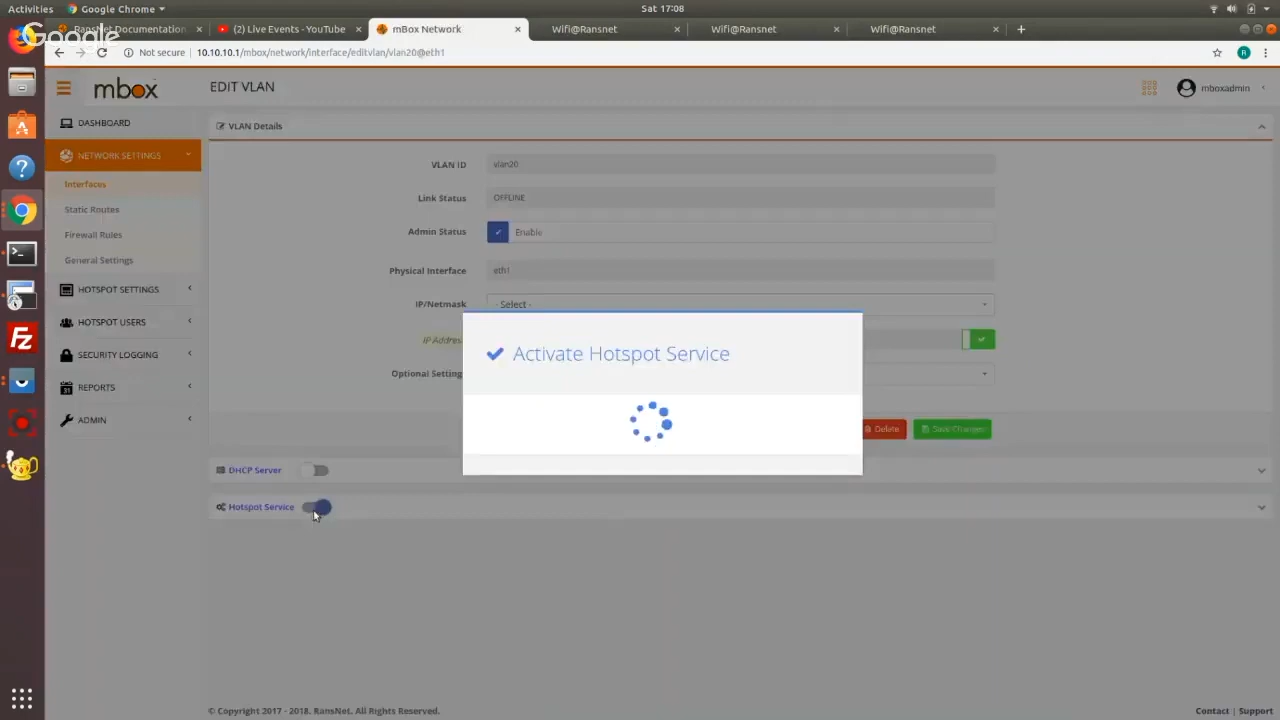 Activities
Google Chrome
Sat 17:08
Google
RansNet Documentation
(2) Live Events - YouTube
mBox Network
Wifi@Ransnet
Wifi@Ransnet
Wifi@Ransnet
Not secure
10.10.10.1/mbox/network/interface/editvlan/vlan20@eth1
R
mbox
EDIT VLAN
mboxadmin
DASHBOARD
NETWORK SETTINGS
Interfaces
Static Routes
Firewall Rules
General Settings
HOTSPOT SETTINGS
HOTSPOT USERS
SECURITY LOGGING
REPORTS
ADMIN
VLAN Details
VLAN ID
vlan20
Link Status
OFFLINE
Admin Status
Enable
Physical Interface
eth1
IP/Netmask
- Select -
IP Addres
Optional Setting
Activate Hotspot Service
Delete
Save Changes
DHCP Server
Hotspot Service
© Copyright 2017 - 2018. RansNet. All Rights Reserved.
Contact | Support